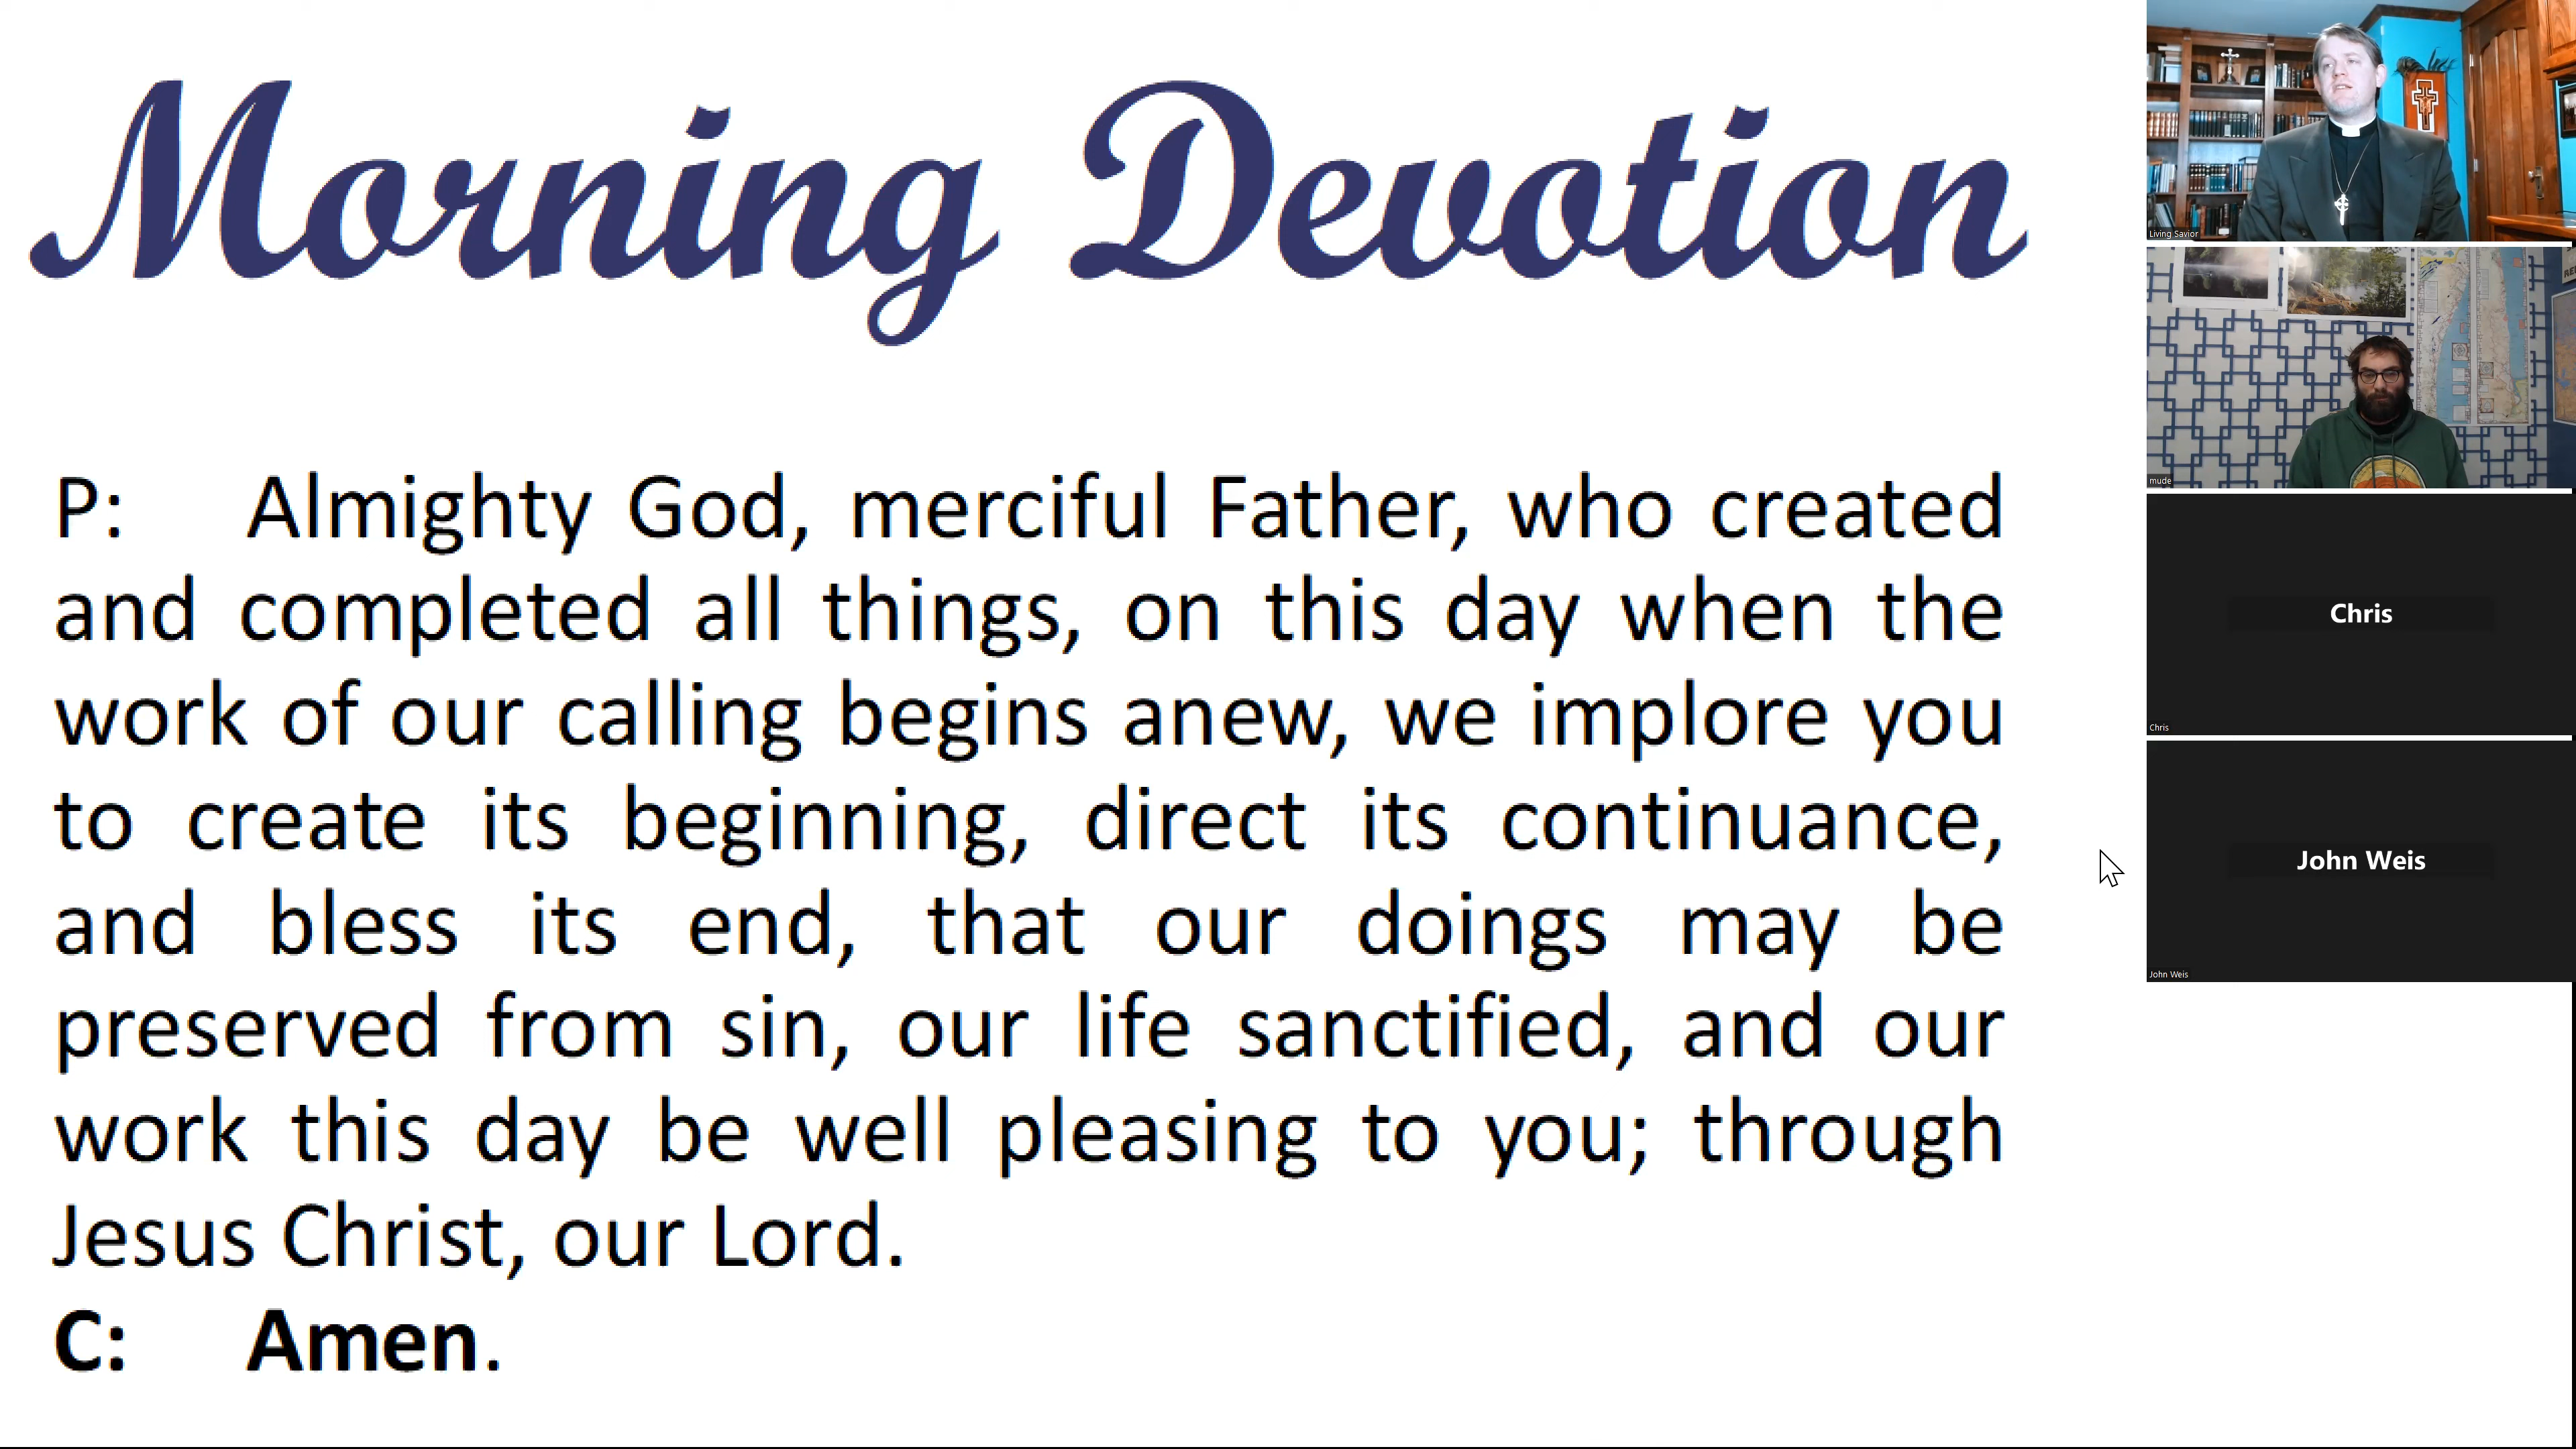 Morning Devotion
P: Almighty God, merciful Father, who created
and completed all things, on this day when the
work of our calling begins anew, we implore you
to create its beginning, direct its continuance,
and bless its end, that our doings may be
preserved from sin, our life sanctified, and our
work this day be well pleasing to you; through
Jesus Christ, our Lord.
C: Amen.
Living Savior
mude
Chris
Chris
John Weis
John Weis